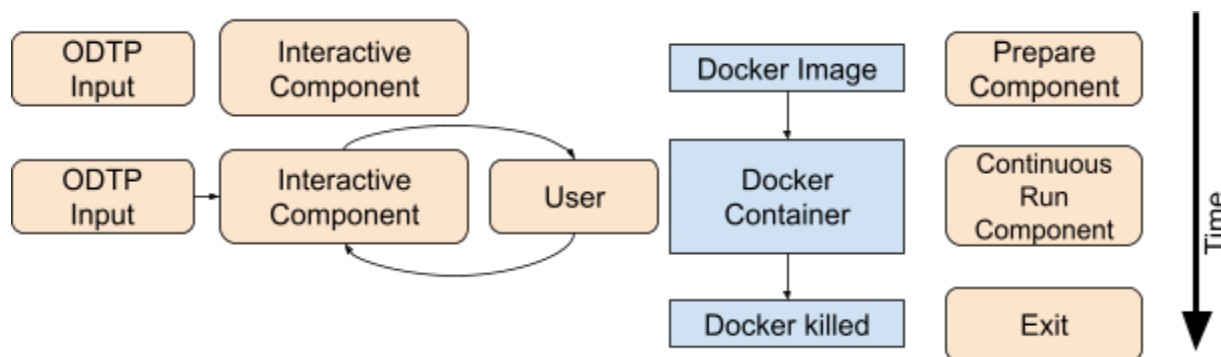 ODTP
Input
Interactive
Component
Docker Image
Prepare
Component
ODTP
Input
Interactive
Component
User
Docker
Container
Continuous
Run
Component
Docker killed
Exit
Time